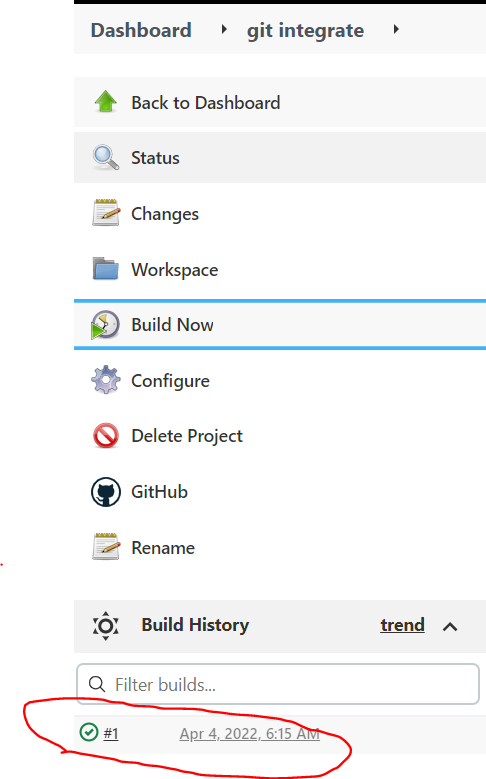 Dashboard git integrate
Back to Dashboard
Status
Changes
Workspace
Build Now
Configure
Delete Project
GitHub
Rename
Build History trend
Filter builds...
#1 Apr 4, 2022, 6:15 AM